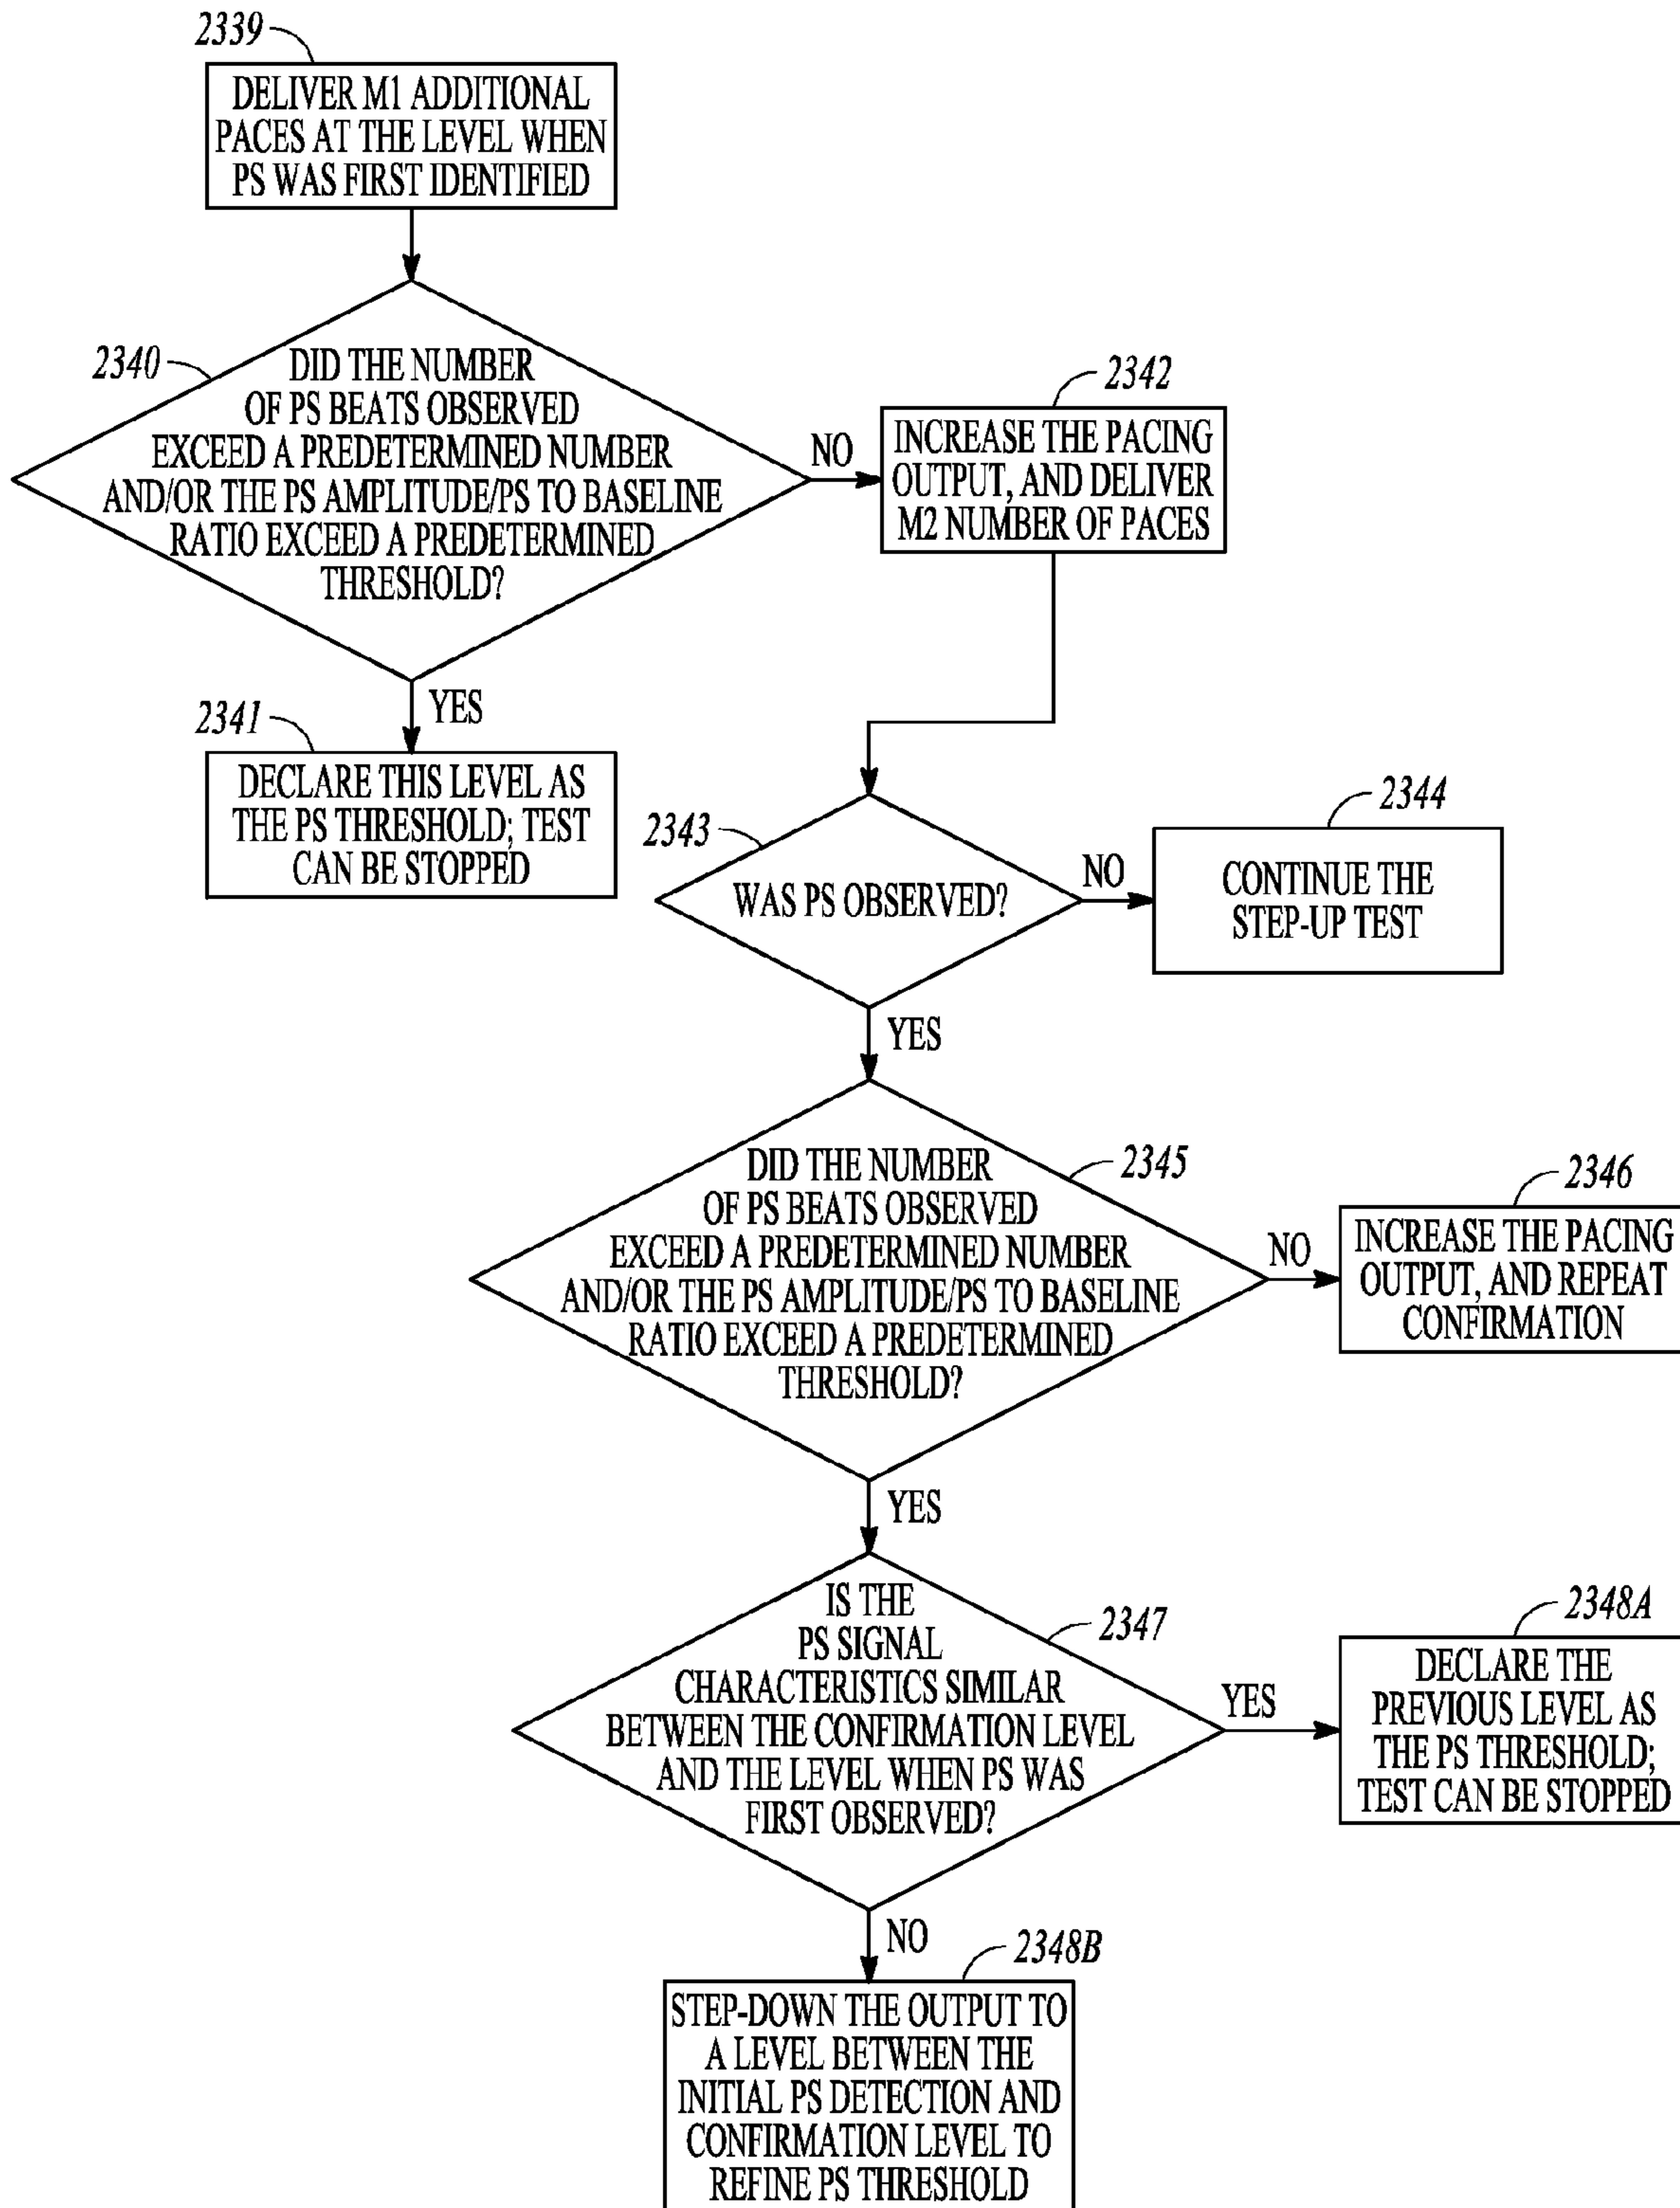 2339
DELIVER M1 ADDITIONAL
PACES AT THE LEVEL WHEN
PS WAS FIRST IDENTIFIED
2340
DID THE NUMBER
OF PS BEATS OBSERVED
EXCEED A PREDETERMINED NUMBER
AND/OR THE PS AMPLITUDE/PS TO BASELINE
RATIO EXCEED A PREDETERMINED
THRESHOLD?
NO
2342
INCREASE THE PACING
OUTPUT, AND DELIVER
M2 NUMBER OF PACES
YES
2341
DECLARE THIS LEVEL AS
THE PS THRESHOLD; TEST
CAN BE STOPPED
2343
WAS PS OBSERVED?
NO
2344
CONTINUE THE
STEP-UP TEST
YES
2345
DID THE NUMBER
OF PS BEATS OBSERVED
EXCEED A PREDETERMINED NUMBER
AND/OR THE PS AMPLITUDE/PS TO BASELINE
RATIO EXCEED A PREDETERMINED
THRESHOLD?
NO
2346
INCREASE THE PACING
OUTPUT, AND REPEAT
CONFIRMATION
YES
2347
IS THE
PS SIGNAL
CHARACTERISTICS SIMILAR
BETWEEN THE CONFIRMATION LEVEL
AND THE LEVEL WHEN PS WAS
FIRST OBSERVED?
YES
2348A
DECLARE THE
PREVIOUS LEVEL AS
THE PS THRESHOLD;
TEST CAN BE STOPPED
NO
2348B
STEP-DOWN THE OUTPUT TO
A LEVEL BETWEEN THE
INITIAL PS DETECTION AND
CONFIRMATION LEVEL TO
REFINE PS THRESHOLD